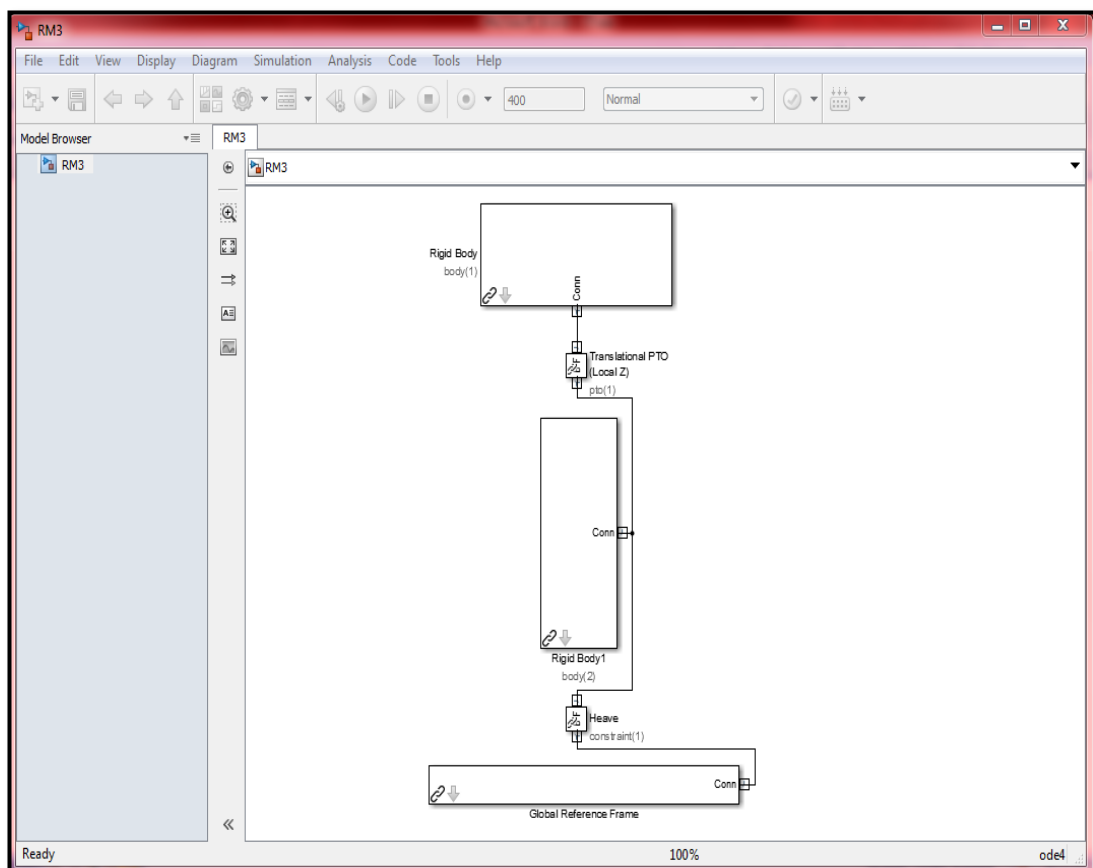 RM3
File Edit View Display Diagram Simulation Analysis Code Tools Help
400 Normal
Model Browser RM3
RM3 RM3
Rigid Body
body(1)
Conn
Translational PTO
(Local Z)
pto(1)
Conn
Rigid Body1
body(2)
Heave
constraint(1)
Conn
Global Reference Frame
Ready 100% ode4